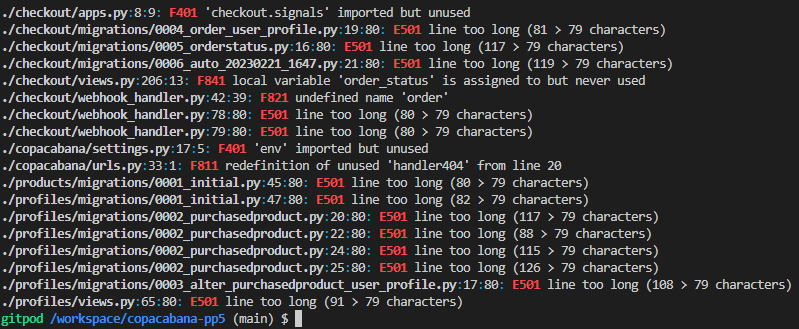 ./checkout/apps.py:8:9: F401 'checkout.signals' imported but unused
./checkout/migrations/0004_order_user_profile.py:19:80: E501 line too long (81 > 79 characters)
./checkout/migrations/0005_orderstatus.py:16:80: E501 line too long (117 > 79 characters)
./checkout/migrations/0006_auto_20230221_1647.py:21:80: E501 line too long (119 > 79 characters)
./checkout/views.py:206:13: F841 local variable 'order_status' is assigned to but never used
./checkout/webhook_handler.py:42:39: F821 undefined name 'order'
./checkout/webhook_handler.py:78:80: E501 line too long (80 > 79 characters)
./checkout/webhook_handler.py:79:80: E501 line too long (80 > 79 characters)
./copacabana/settings.py:17:5: F401 'env' imported but unused
./copacabana/urls.py:33:1: F811 redefinition of unused 'handler404' from line 20
./products/migrations/0001_initial.py:45:80: E501 line too long (80 > 79 characters)
./profiles/migrations/0001_initial.py:47:80: E501 line too long (82 > 79 characters)
./profiles/migrations/0002_purchasedproduct.py:20:80: E501 line too long (117 > 79 characters)
./profiles/migrations/0002_purchasedproduct.py:22:80: E501 line too long (88 > 79 characters)
./profiles/migrations/0002_purchasedproduct.py:24:80: E501 line too long (115 > 79 characters)
./profiles/migrations/0002_purchasedproduct.py:25:80: E501 line too long (126 > 79 characters)
./profiles/migrations/0003_alter_purchasedproduct_user_profile.py:17:80: E501 line too long (108 > 79 characters)
./profiles/views.py:65:80: E501 line too long (91 > 79 characters)
gitpod /workspace/copacabana-pp5 (main) $